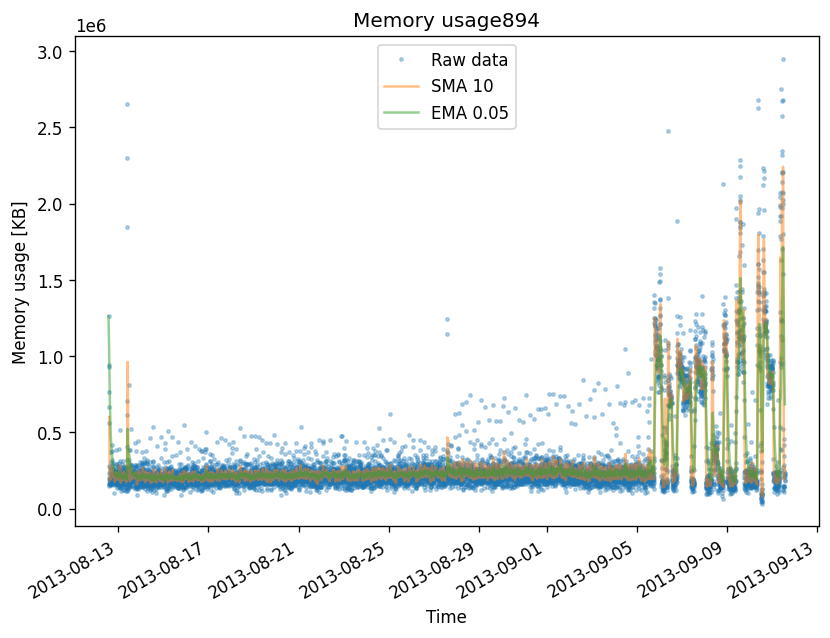 Memory usage894
1e6
Raw data
SMA 10
EMA 0.05
3.0
2.5
2.0
1.5
1.0
0.5
0.0
Memory usage [KB]
2013-08-13
2013-08-17
2013-08-21
2013-08-25
2013-08-29
2013-09-01
2013-09-05
2013-09-09
2013-09-13
Time